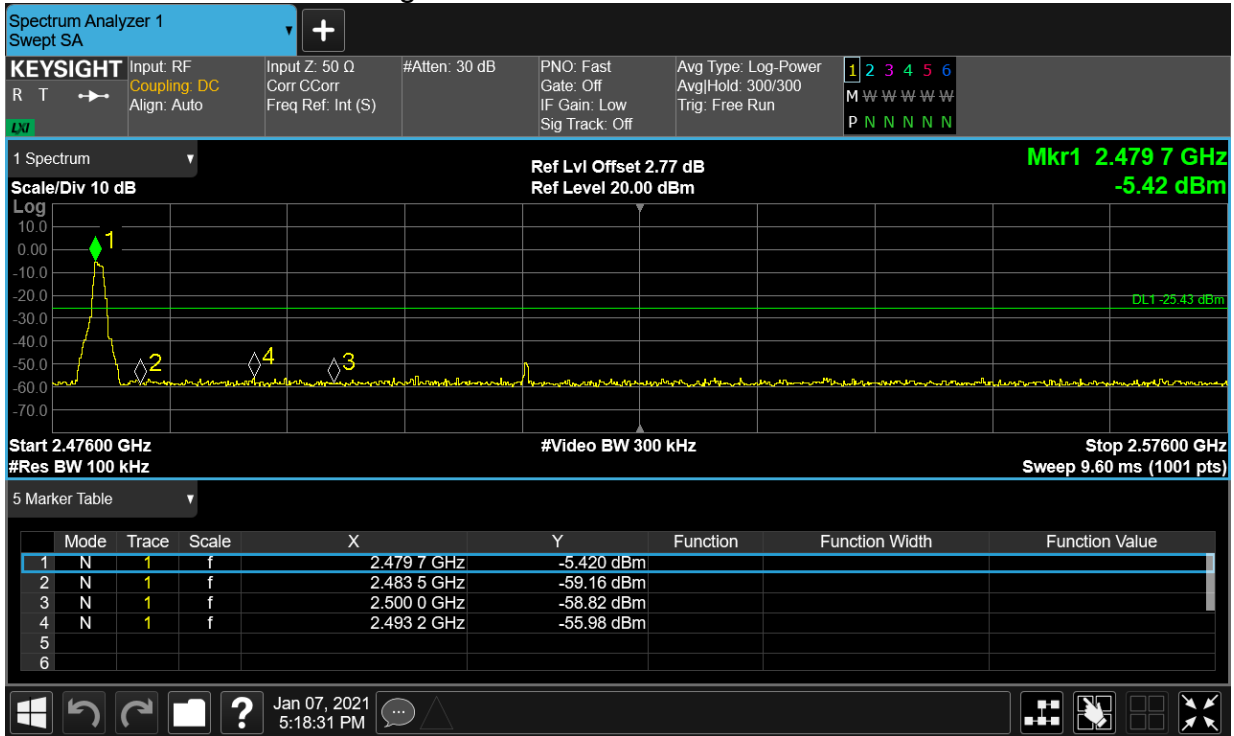 Spectrum Analyzer 1
Swept SA
+
KEYSIGHT Input: RF Input Z: 50 Ω #Atten: 30 dB PNO: Fast Avg Type: Log-Power 1 2 3 4 5 6
R T Coupling: DC Corr CCorr Gate: Off Avg|Hold: 300/300 M W W W W W
Align: Auto Freq Ref: Int (S) IF Gain: Low Trig: Free Run
LXI Sig Track: Off P N N N N N
1 Spectrum Ref Lvl Offset 2.77 dB Mkr1 2.479 7 GHz
Scale/Div 10 dB Ref Level 20.00 dBm -5.42 dBm
Log
10.0
1
0.00
-10.0
-20.0
DL1 -25.43 dBm
-30.0
-40.0
2 4 3
-50.0
-60.0
-70.0
Start 2.47600 GHz #Video BW 300 kHz Stop 2.57600 GHz
#Res BW 100 kHz Sweep 9.60 ms (1001 pts)
5 Marker Table
Mode Trace Scale X Y Function Function Width Function Value
1 N 1 f 2.479 7 GHz -5.420 dBm
2 N 1 f 2.483 5 GHz -59.16 dBm
3 N 1 f 2.500 0 GHz -58.82 dBm
4 N 1 f 2.493 2 GHz -55.98 dBm
5
6
? Jan 07, 2021
5:18:31 PM